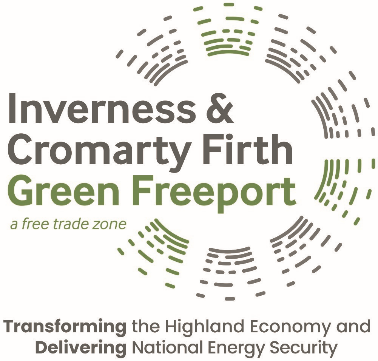 Inverness &
Cromarty Firth
Green Freeport
a free trade zone
Transforming the Highland Economy and
Delivering National Energy Security